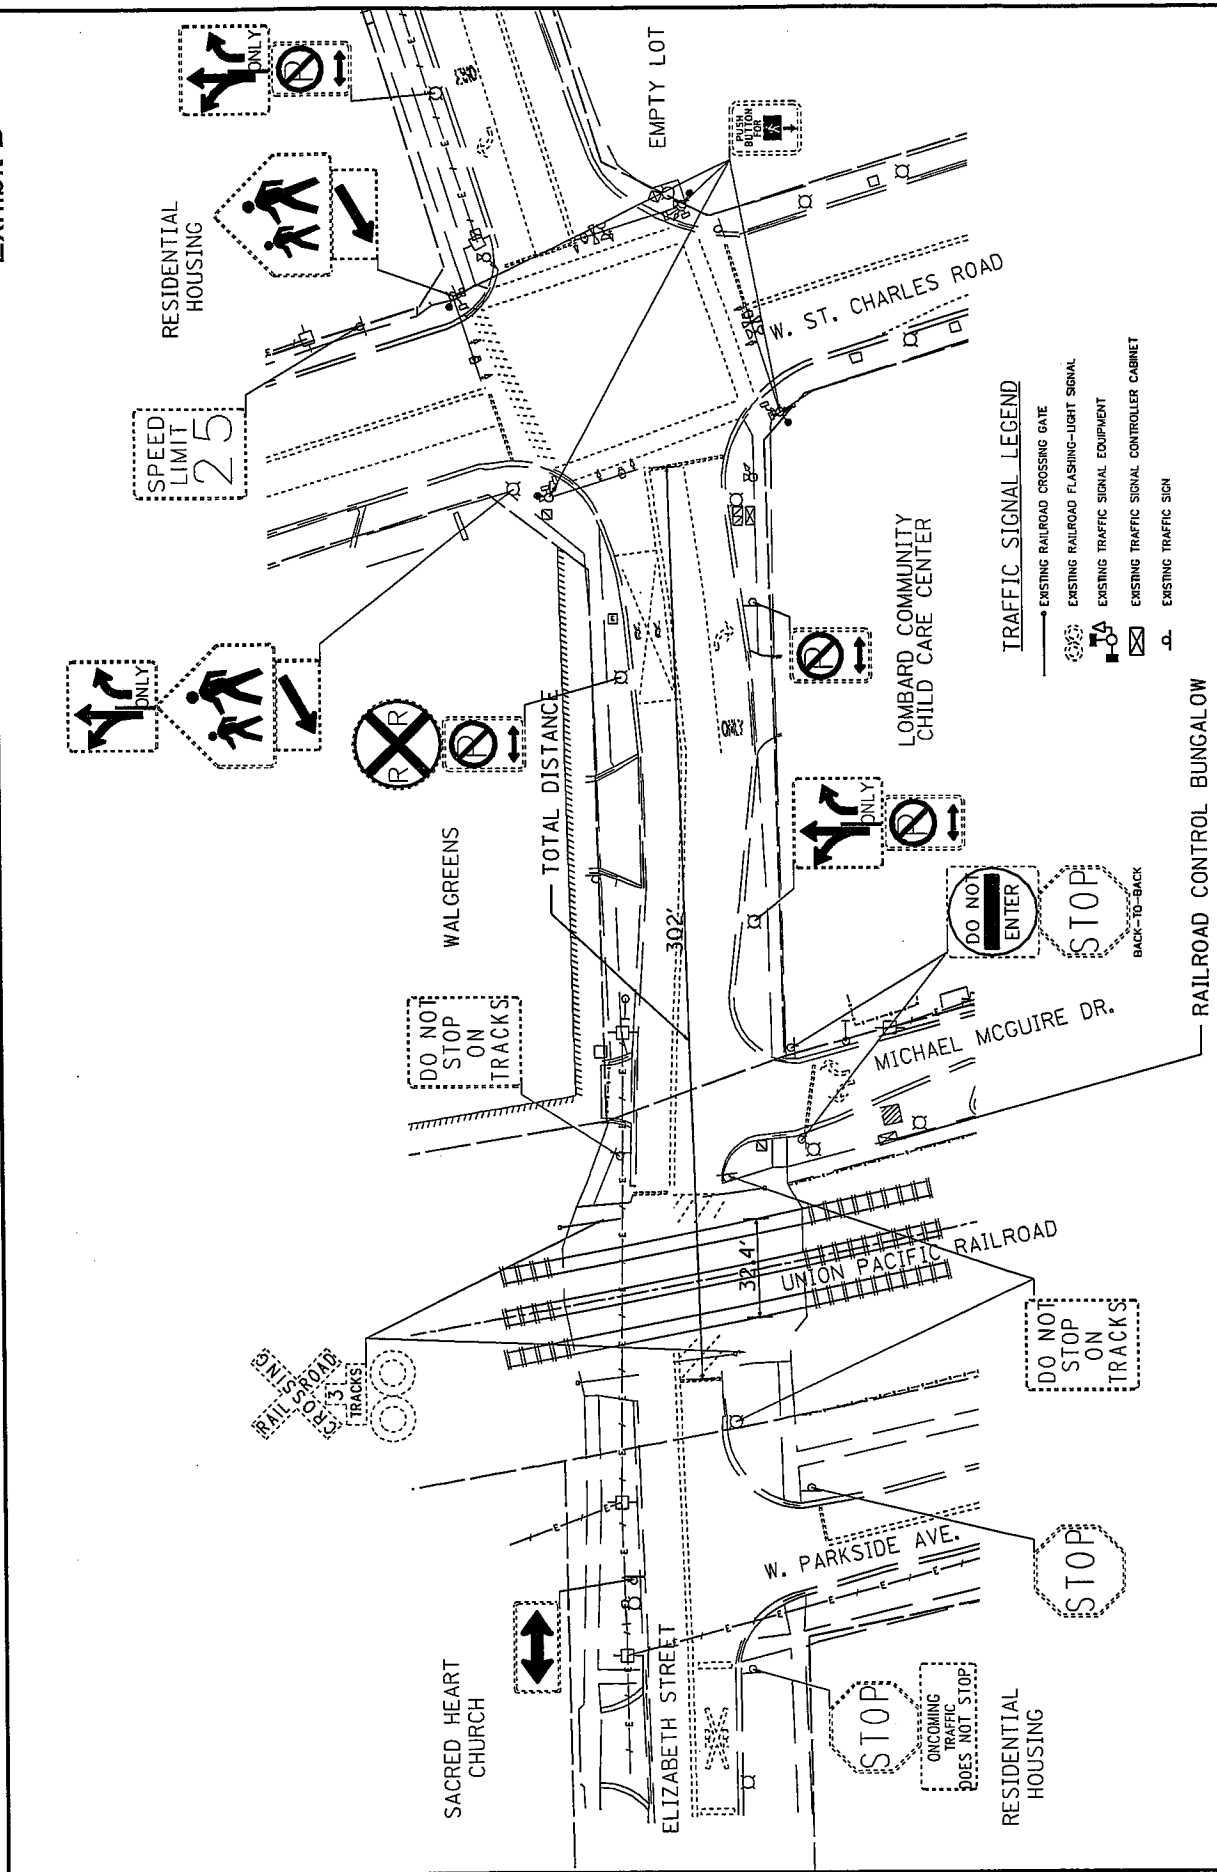 RESIDENTIAL
HOUSING
EMPTY LOT
ONLY
P
PUSH
BUTTON
FOR
SPEED
LIMIT
25
W. ST. CHARLES ROAD
ONLY
ONLY
R R
P
WALGREENS
TOTAL DISTANCE
302'
ONLY
P
LOMBARD COMMUNITY
CHILD CARE CENTER
ONLY
P
TRAFFIC SIGNAL LEGEND
EXISTING RAILROAD CROSSING GATE
EXISTING RAILROAD FLASHING-LIGHT SIGNAL
EXISTING TRAFFIC SIGNAL EQUIPMENT
EXISTING TRAFFIC SIGNAL CONTROLLER CABINET
EXISTING TRAFFIC SIGN
DO NOT
STOP
ON
TRACKS
DO NOT
ENTER
STOP
BACK-TO-BACK
MICHAEL MCGUIRE DR.
RAILROAD CONTROL BUNGALOW
RAILROAD
CROSSING
3
TRACKS
32.4'
UNION PACIFIC RAILROAD
DO NOT
STOP
ON
TRACKS
SACRED HEART
CHURCH
ELIZABETH STREET
W. PARKSIDE AVE.
STOP
STOP
ONCOMING
TRAFFIC
DOES NOT STOP
RESIDENTIAL
HOUSING